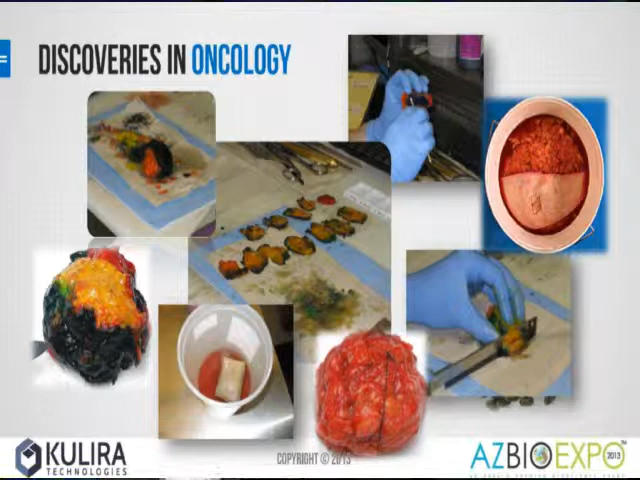 DISCOVERIES IN ONCOLOGY
KULIRA
TECHNOLOGIES
COPYRIGHT © 2013
AZBIOEXPO
2013